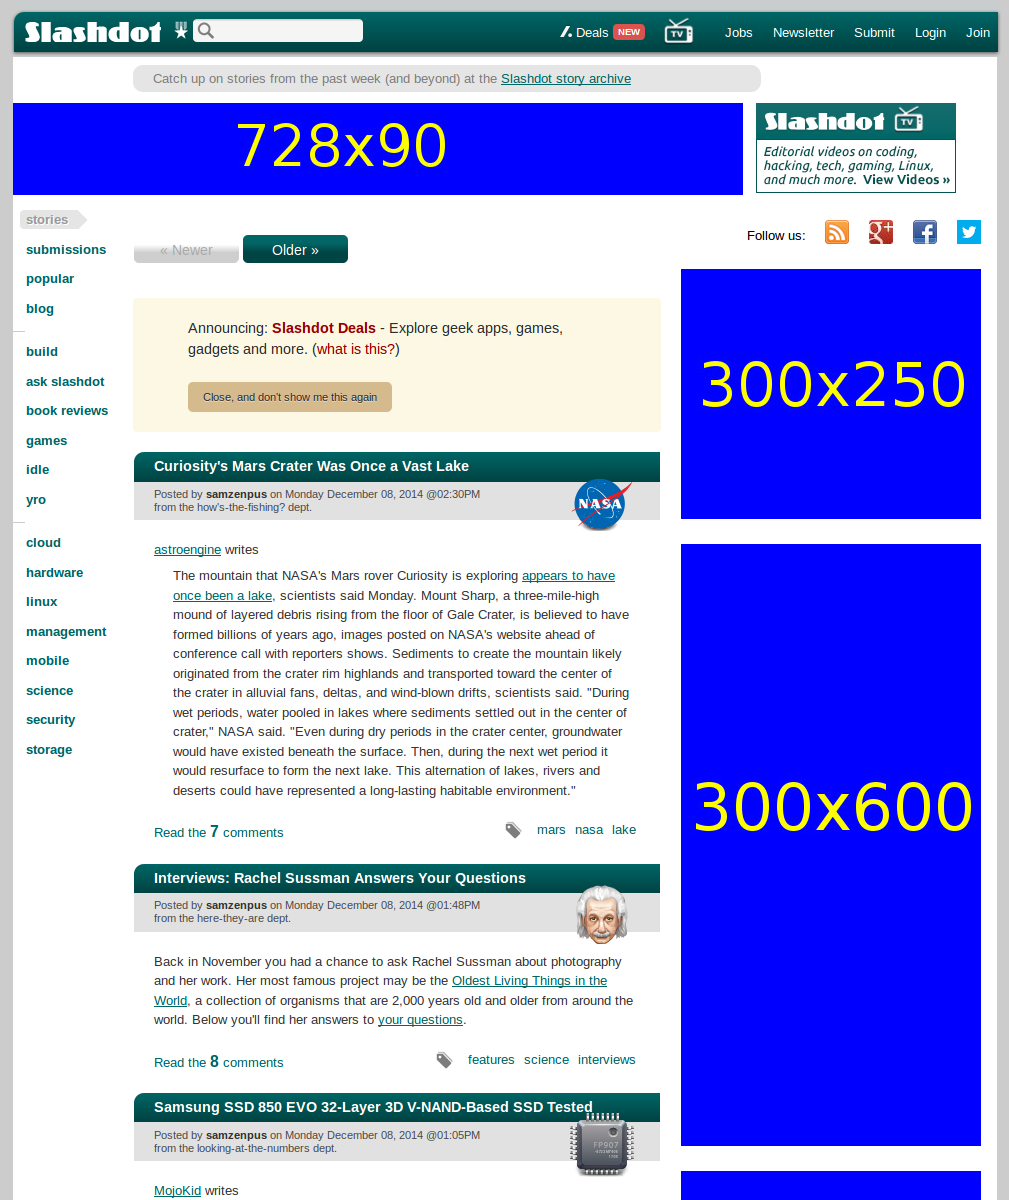 Slashdot
Deals NEW
TV
Jobs Newsletter Submit Login Join
Catch up on stories from the past week (and beyond) at the Slashdot story archive
728x90
Slashdot TV
Editorial videos on coding,
hacking, tech, gaming, Linux,
and much more. View Videos »
stories
submissions
popular
blog
build
ask slashdot
book reviews
games
idle
yro
cloud
hardware
linux
management
mobile
science
security
storage
« Newer
Older »
Follow us:
Announcing: Slashdot Deals - Explore geek apps, games,
gadgets and more. (what is this?)
Close, and don't show me this again
300x250
Curiosity's Mars Crater Was Once a Vast Lake
Posted by samzenpus on Monday December 08, 2014 @02:30PM
from the how's-the-fishing? dept.
NASA
astroengine writes
The mountain that NASA's Mars rover Curiosity is exploring appears to have
once been a lake, scientists said Monday. Mount Sharp, a three-mile-high
mound of layered debris rising from the floor of Gale Crater, is believed to have
formed billions of years ago, images posted on NASA's website ahead of
conference call with reporters shows. Sediments to create the mountain likely
originated from the crater rim highlands and transported toward the center of
the crater in alluvial fans, deltas, and wind-blown drifts, scientists said. "During
wet periods, water pooled in lakes where sediments settled out in the center of
crater," NASA said. "Even during dry periods in the crater center, groundwater
would have existed beneath the surface. Then, during the next wet period it
would resurface to form the next lake. This alternation of lakes, rivers and
deserts could have represented a long-lasting habitable environment."
Read the 7 comments
mars nasa lake
300x600
Interviews: Rachel Sussman Answers Your Questions
Posted by samzenpus on Monday December 08, 2014 @01:48PM
from the here-they-are dept.
Back in November you had a chance to ask Rachel Sussman about photography
and her work. Her most famous project may be the Oldest Living Things in the
World, a collection of organisms that are 2,000 years old and older from around the
world. Below you'll find her answers to your questions.
Read the 8 comments
features science interviews
Samsung SSD 850 EVO 32-Layer 3D V-NAND-Based SSD Tested
Posted by samzenpus on Monday December 08, 2014 @01:05PM
from the looking-at-the-numbers dept.
FP907
MojoKid writes